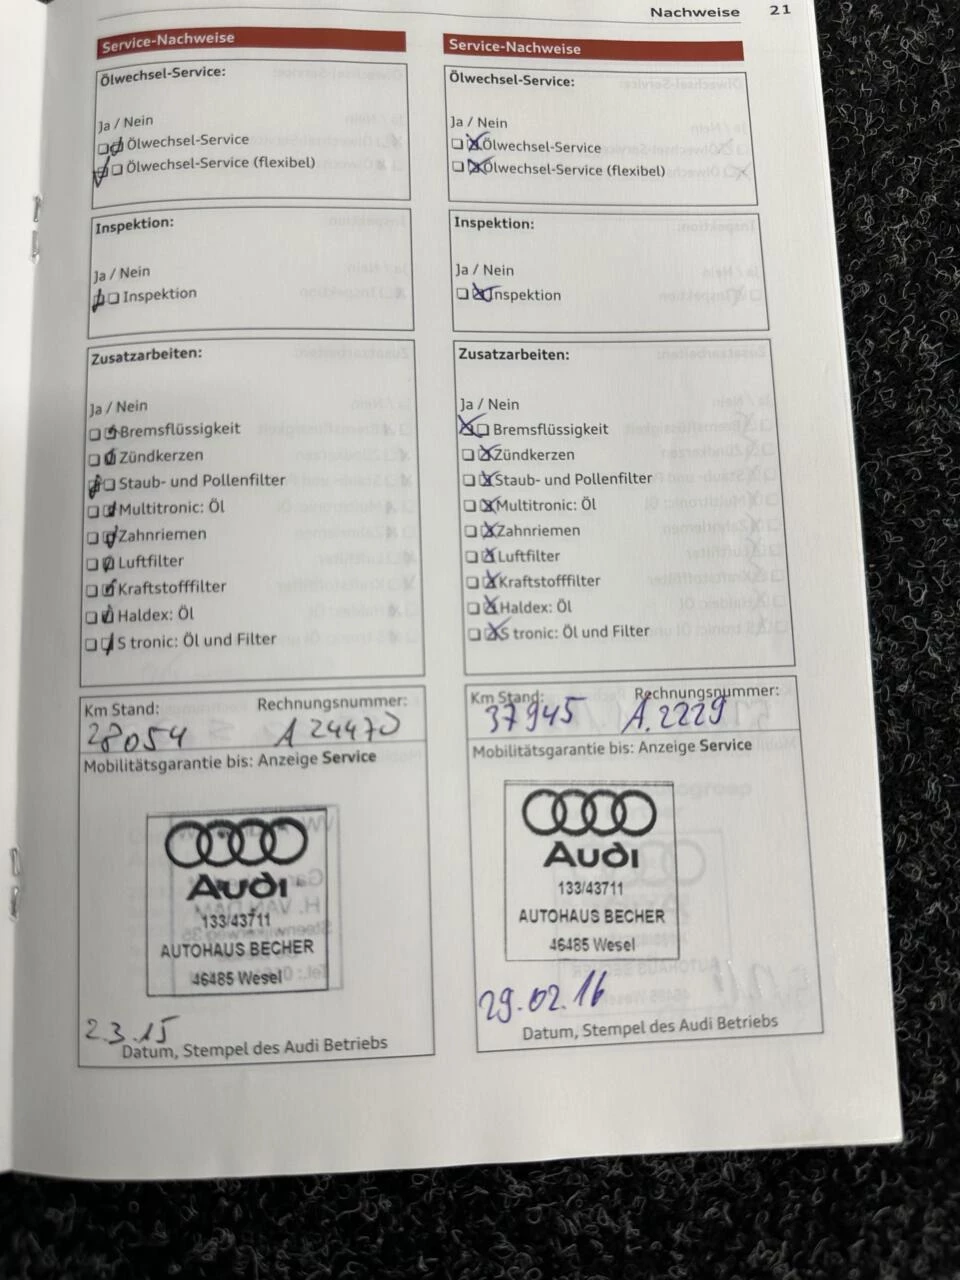 Nachweise 21
Service-Nachweise
Ölwechsel-Service:
Ja / Nein
Ölwechsel-Service
Ölwechsel-Service (flexibel)
Inspektion:
Ja / Nein
Inspektion
Zusatzarbeiten:
Ja / Nein
Bremsflüssigkeit
Zündkerzen
Staub- und Pollenfilter
Multitronic: Öl
Zahnriemen
Luftfilter
Kraftstofffilter
Haldex: Öl
S tronic: Öl und Filter
Km Stand: Rechnungsnummer:
28054 A 24470
Mobilitätsgarantie bis: Anzeige Service
Audi
133/43711
AUTOHAUS BECHER
46485 Wesel
2.3.15
Datum, Stempel des Audi Betriebs
Service-Nachweise
Ölwechsel-Service:
Ja / Nein
Ölwechsel-Service
Ölwechsel-Service (flexibel)
Inspektion:
Ja / Nein
Inspektion
Zusatzarbeiten:
Ja / Nein
Bremsflüssigkeit
Zündkerzen
Staub- und Pollenfilter
Multitronic: Öl
Zahnriemen
Luftfilter
Kraftstofffilter
Haldex: Öl
S tronic: Öl und Filter
Km Stand: Rechnungsnummer:
37945 A.2229
Mobilitätsgarantie bis: Anzeige Service
Audi
133/43711
AUTOHAUS BECHER
46485 Wesel
29.02.16
Datum, Stempel des Audi Betriebs